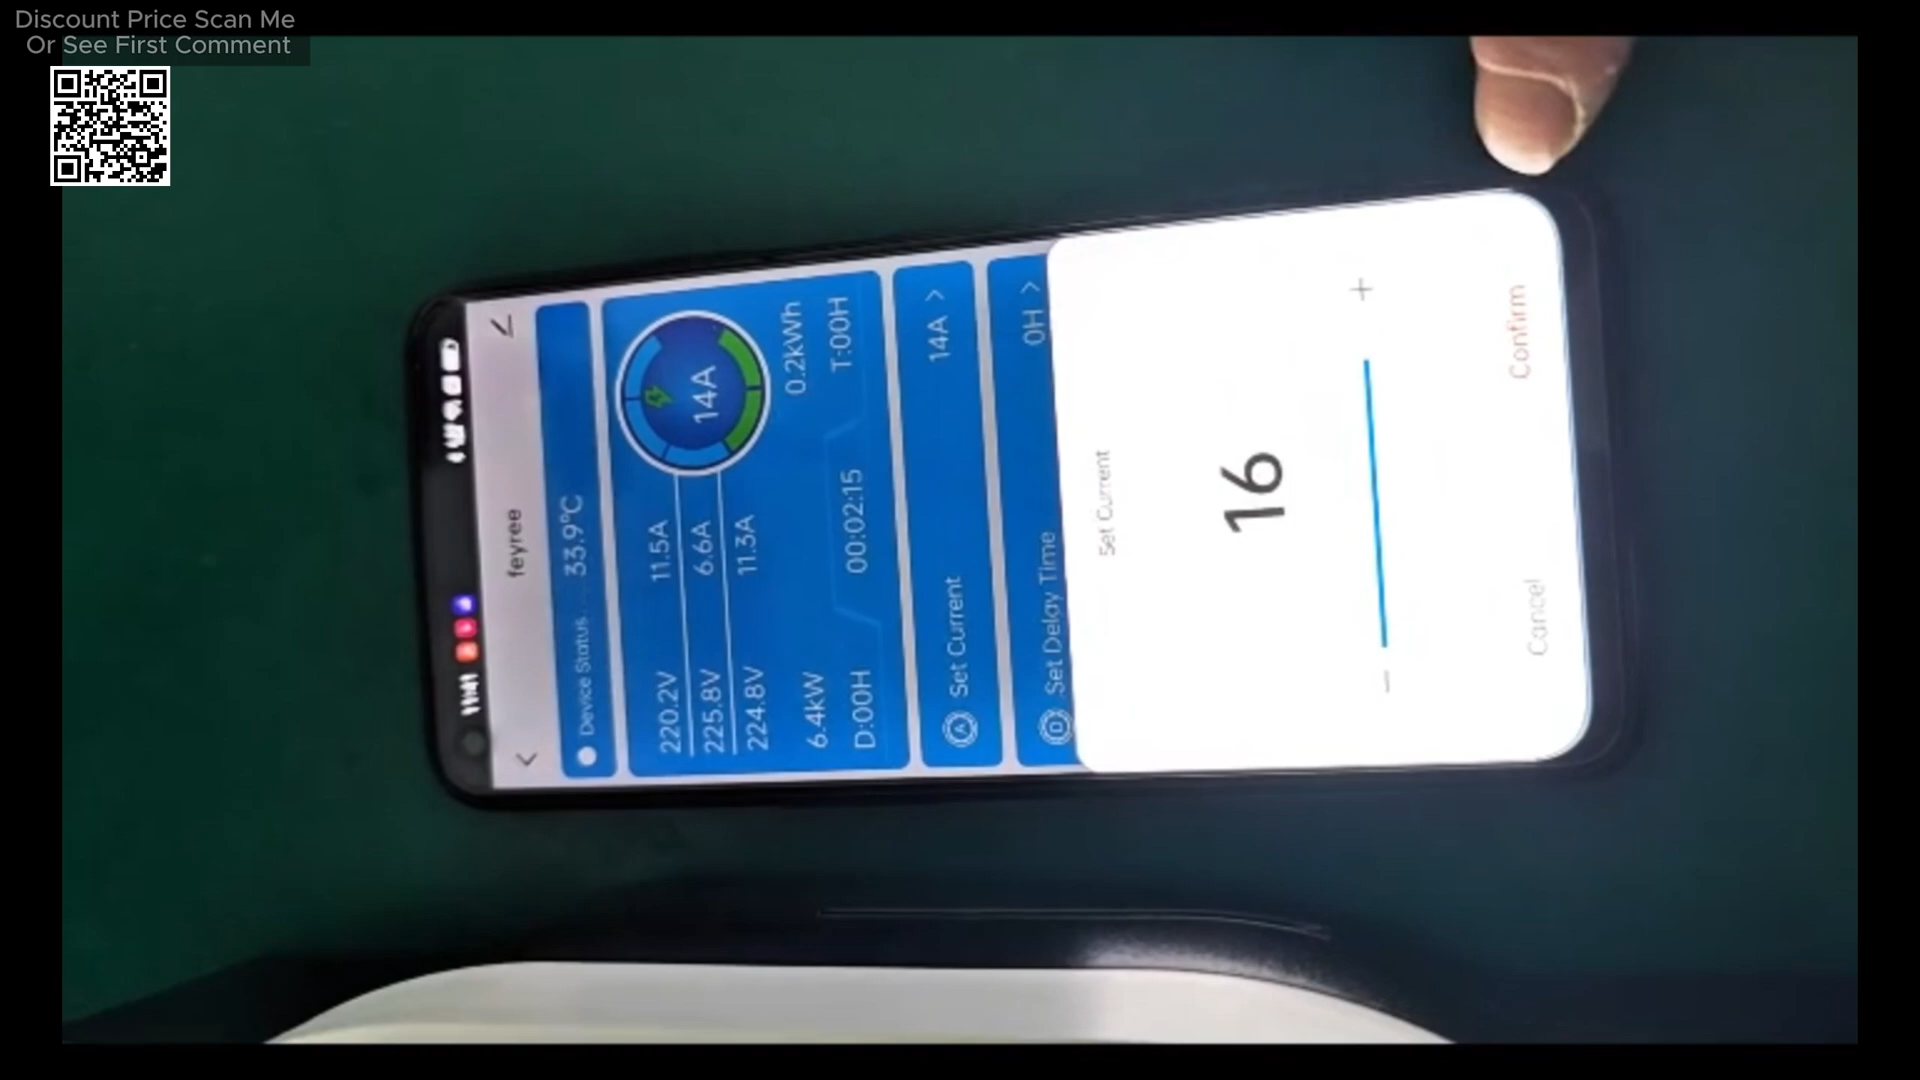 Discount Price Scan Me
Or See First Comment
11:41
feyree
Device Status 33.9°C
220.2V 11.5A
225.8V 6.6A
224.8V 11.3A
14A
6.4kW 0.2kWh
D:00H 00:02:15 T:00H
Set Current 14A >
Set Delay Time 0H >
Set Current
16
− +
Cancel Confirm